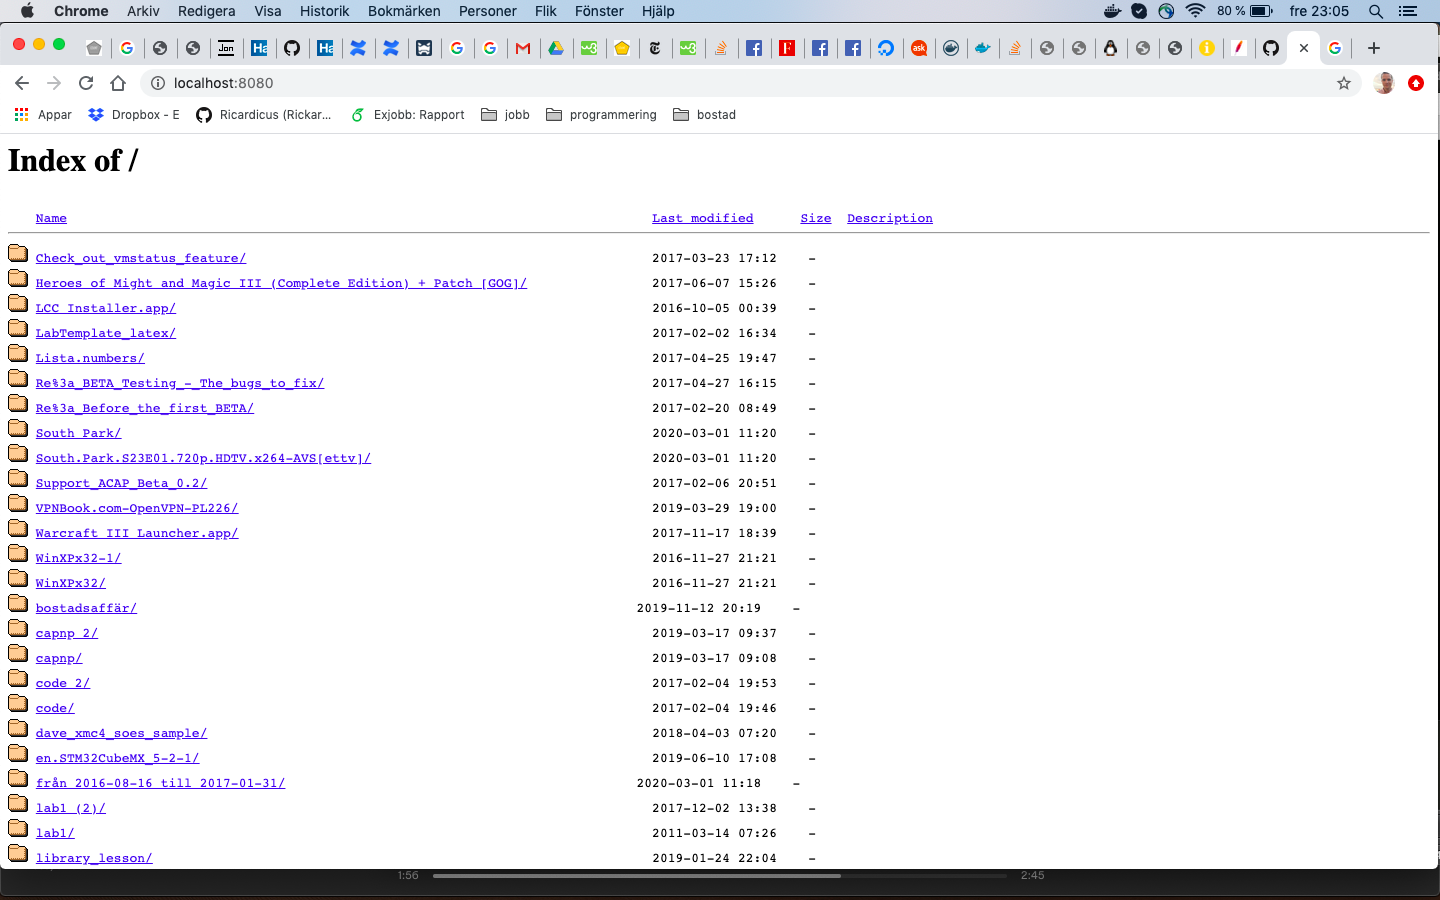 Chrome Arkiv Redigera Visa Historik Bokmärken Personer Flik Fönster Hjälp 80 % fre 23:05
localhost:8080
Appar Dropbox - E Ricardicus (Rickar... Exjobb: Rapport jobb programmering bostad
Index of /
Name Last modified Size Description
Check_out_vmstatus_feature/ 2017-03-23 17:12 -
Heroes of Might and Magic III (Complete Edition) + Patch [GOG]/ 2017-06-07 15:26 -
LCC Installer.app/ 2016-10-05 00:39 -
LabTemplate_latex/ 2017-02-02 16:34 -
Lista.numbers/ 2017-04-25 19:47 -
Re%3a_BETA_Testing_-_The_bugs_to_fix/ 2017-04-27 16:15 -
Re%3a_Before_the_first_BETA/ 2017-02-20 08:49 -
South Park/ 2020-03-01 11:20 -
South.Park.S23E01.720p.HDTV.x264-AVS[ettv]/ 2020-03-01 11:20 -
Support_ACAP_Beta_0.2/ 2017-02-06 20:51 -
VPNBook.com-OpenVPN-PL226/ 2019-03-29 19:00 -
Warcraft III Launcher.app/ 2017-11-17 18:39 -
WinXPx32-1/ 2016-11-27 21:21 -
WinXPx32/ 2016-11-27 21:21 -
bostadsaffär/ 2019-11-12 20:19 -
capnp 2/ 2019-03-17 09:37 -
capnp/ 2019-03-17 09:08 -
code 2/ 2017-02-04 19:53 -
code/ 2017-02-04 19:46 -
dave_xmc4_soes_sample/ 2018-04-03 07:20 -
en.STM32CubeMX_5-2-1/ 2019-06-10 17:08 -
från 2016-08-16 till 2017-01-31/ 2020-03-01 11:18 -
lab1 (2)/ 2017-12-02 13:38 -
lab1/ 2011-03-14 07:26 -
library_lesson/ 2019-01-24 22:04 -
1:56 2:45